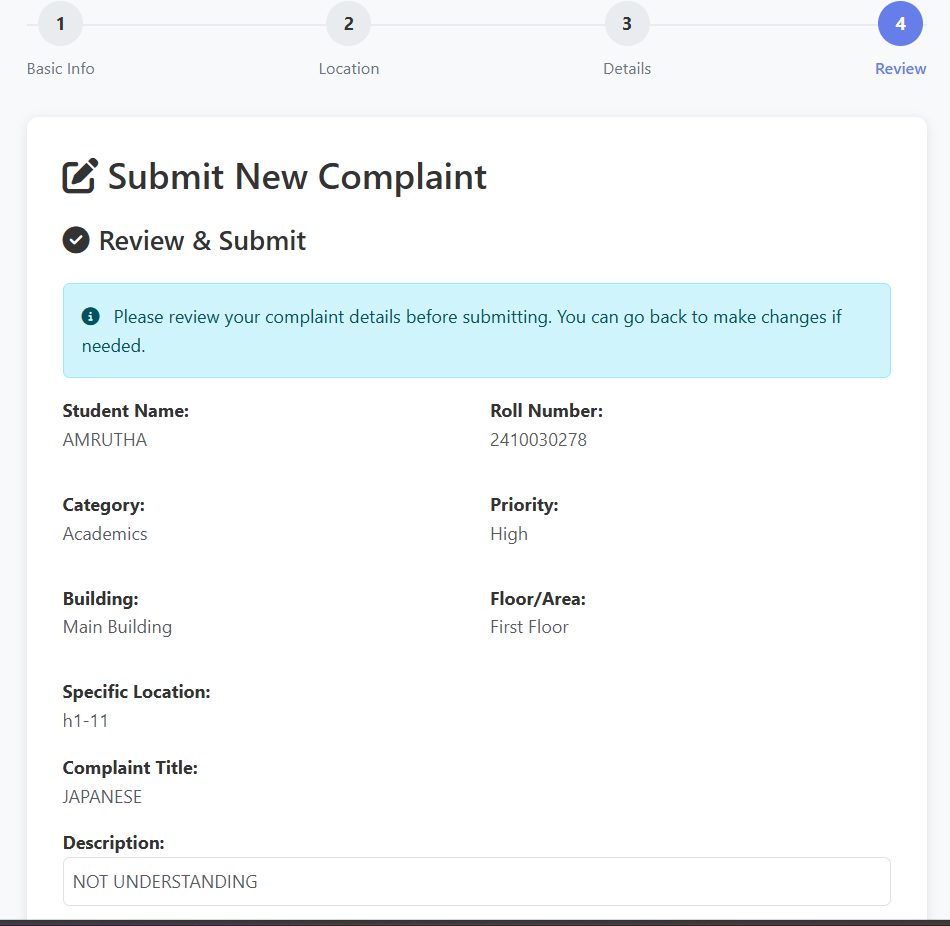 1 2 3 4
Basic Info Location Details Review
Submit New Complaint
Review & Submit
Please review your complaint details before submitting. You can go back to make changes if
needed.
Student Name: Roll Number:
AMRUTHA 2410030278
Category: Priority:
Academics High
Building: Floor/Area:
Main Building First Floor
Specific Location:
h1-11
Complaint Title:
JAPANESE
Description:
NOT UNDERSTANDING